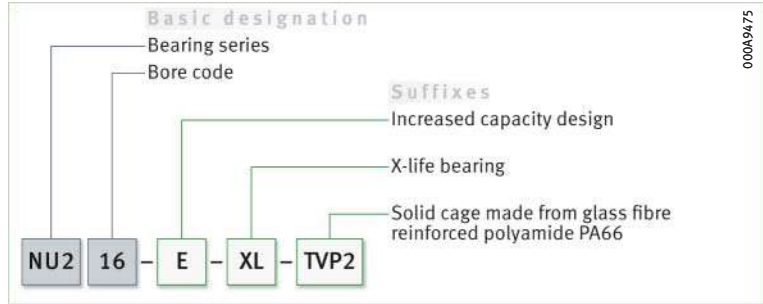 Basic designation
Bearing series
Bore code
Suffixes
Increased capacity design
X-life bearing
Solid cage made from glass fibre
reinforced polyamide PA66
NU2 16 – E – XL – TVP2
000A9475